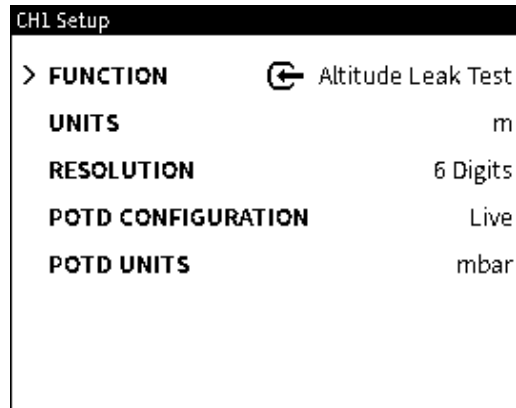 CH1 Setup
> FUNCTION Altitude Leak Test
UNITS m
RESOLUTION 6 Digits
POTD CONFIGURATION Live
POTD UNITS mbar